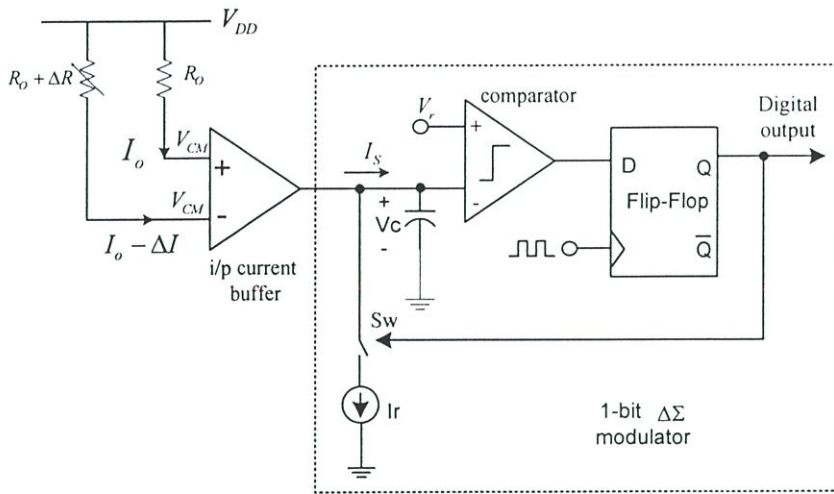 V_DD
R_O + ΔR
R_O
I_o
V_CM
+
V_CM
-
I_o − ΔI
i/p current
buffer
I_S
+
Vc
-
V_r
comparator
+
-
D
Q
Flip-Flop
Q̅
Digital
output
Sw
Ir
1-bit ΔΣ
modulator